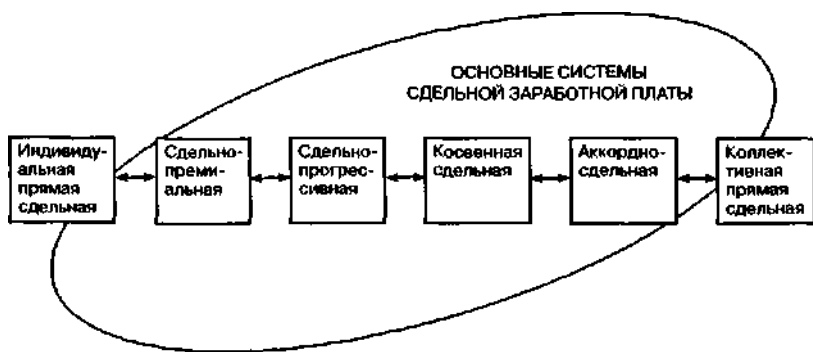 ОСНОВНЫЕ СИСТЕМЫ
СДЕЛЬНОЙ ЗАРАБОТНОЙ ПЛАТЫ
Индивиду-
альная
прямая
сдельная
Сдельно-
преми-
альная
Сдельно-
прогрес-
сивная
Косвенная
сдельная
Аккордно-
сдельная
Коллек-
тивная
прямая
сдельная